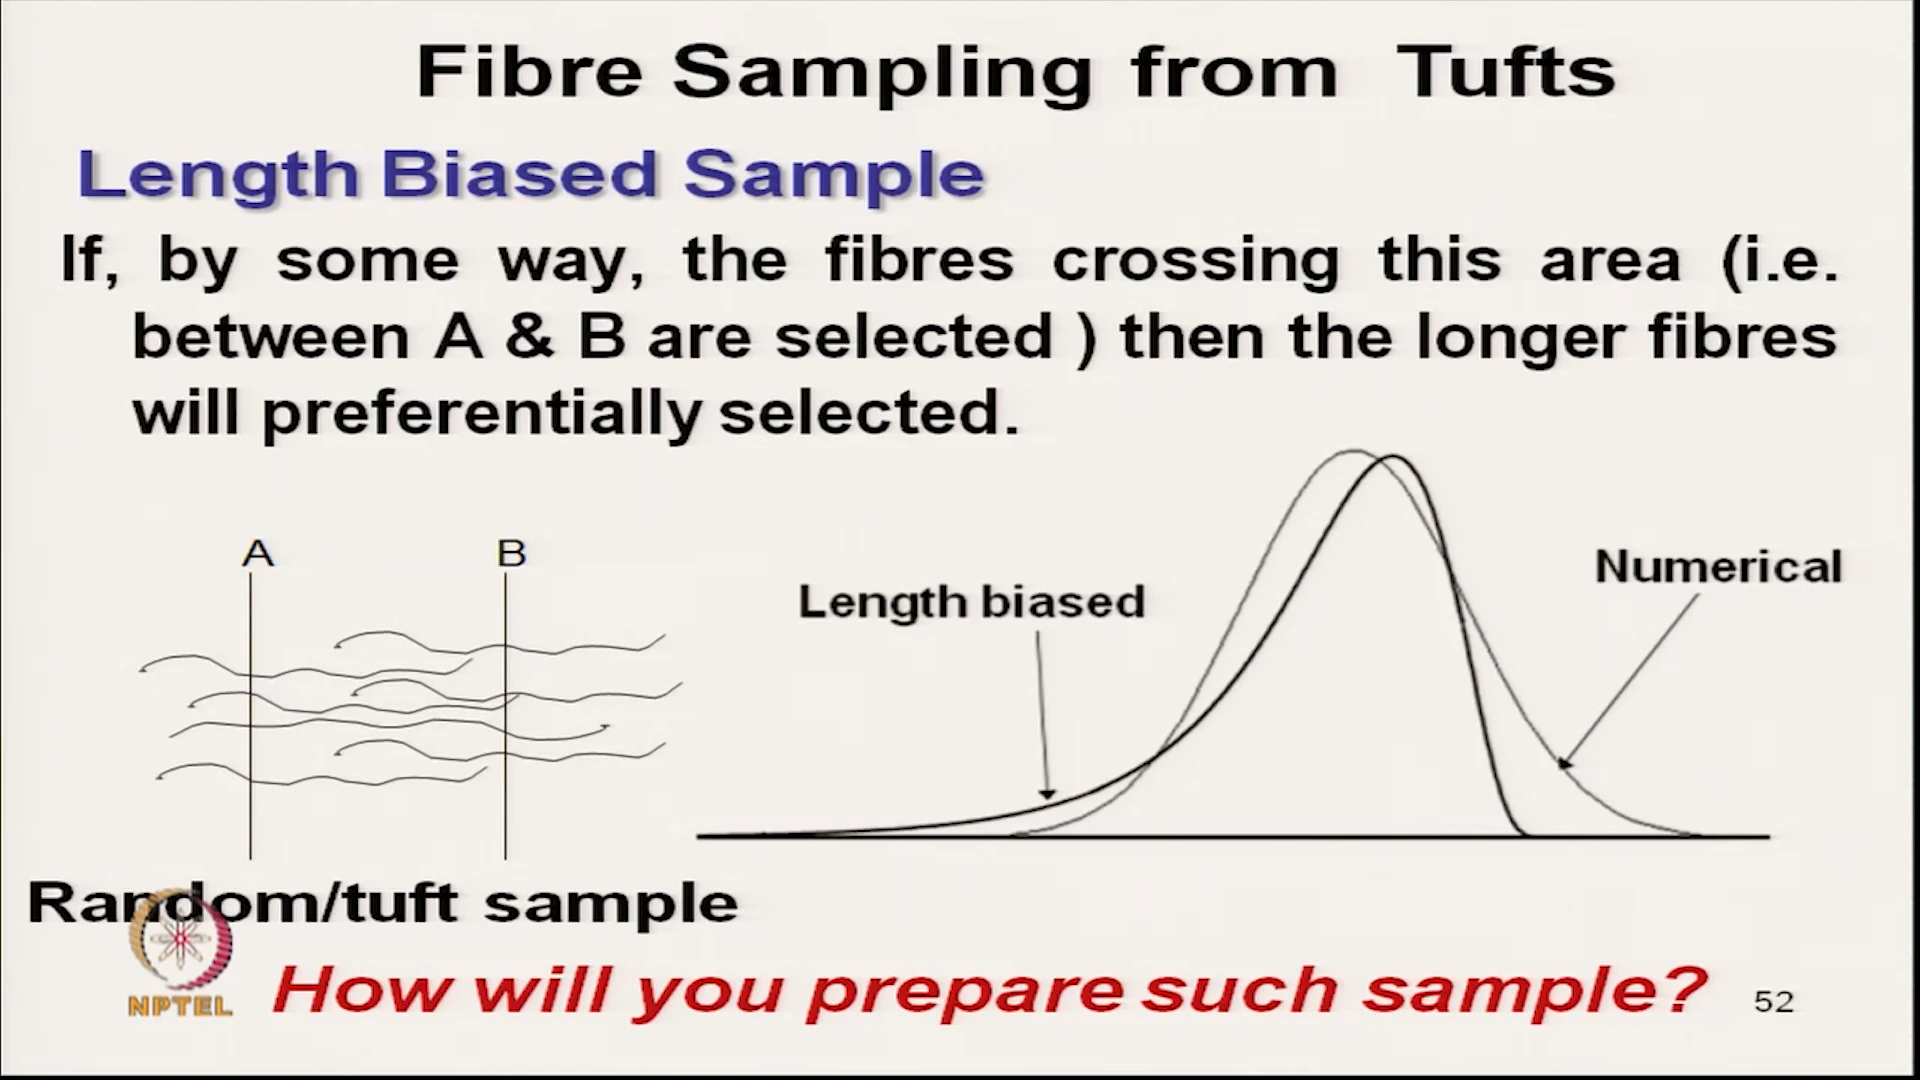 Fibre Sampling from Tufts
Length Biased Sample
If, by some way, the fibres crossing this area (i.e.
between A & B are selected ) then the longer fibres
will preferentially selected.
A
B
Length biased
Numerical
Random/tuft sample
NPTEL
How will you prepare such sample?
52